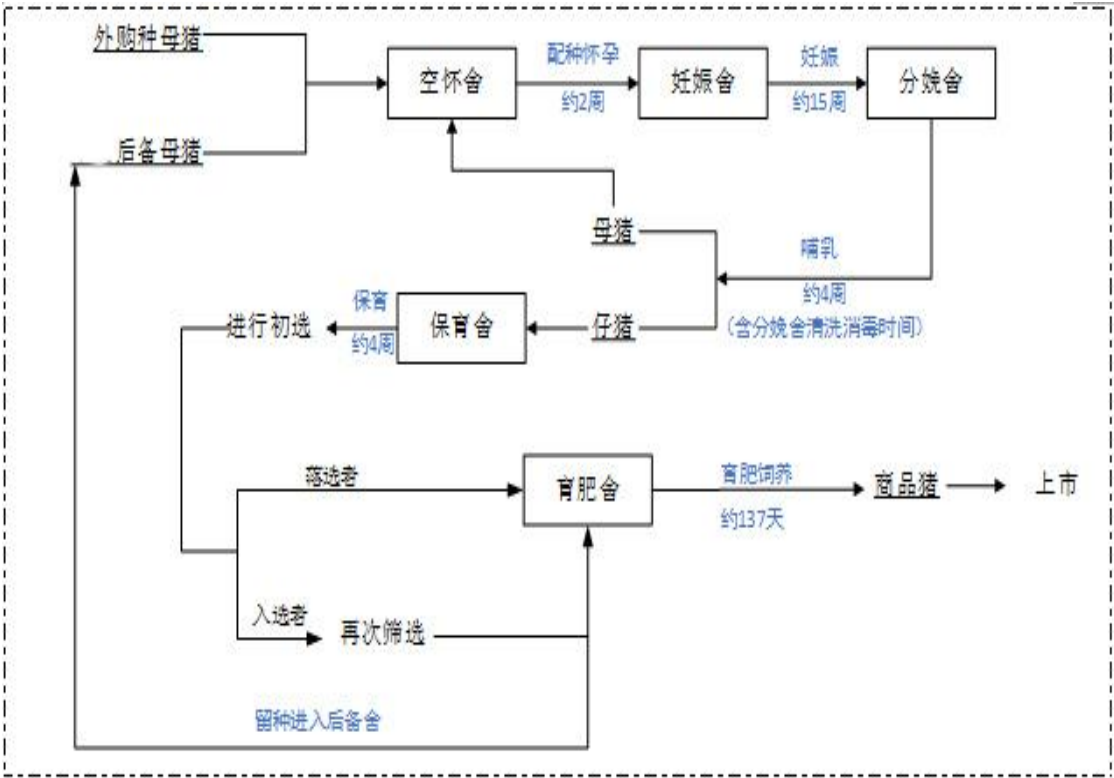 外购种母猪
后备母猪
空怀舍
配种怀孕
约2周
妊娠舍
妊娠
约15周
分娩舍
母猪
哺乳
约4周
（含分娩舍清洗消毒时间）
仔猪
保育舍
保育
约4周
进行初选
落选者
育肥舍
育肥饲养
约137天
商品猪
上市
入选者
再次筛选
留种进入后备舍